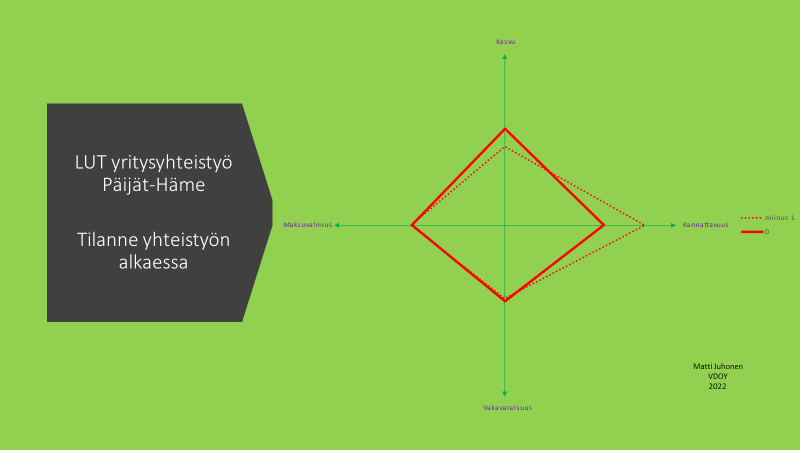 LUT yritysyhteistyö
Päijät-Häme
Tilanne yhteistyön
alkaessa
Kasvu
Maksuvalmius
Kannattavuus
Vakavaraisuus
miinus 1
0
Matti Juhonen
VDOY
2022